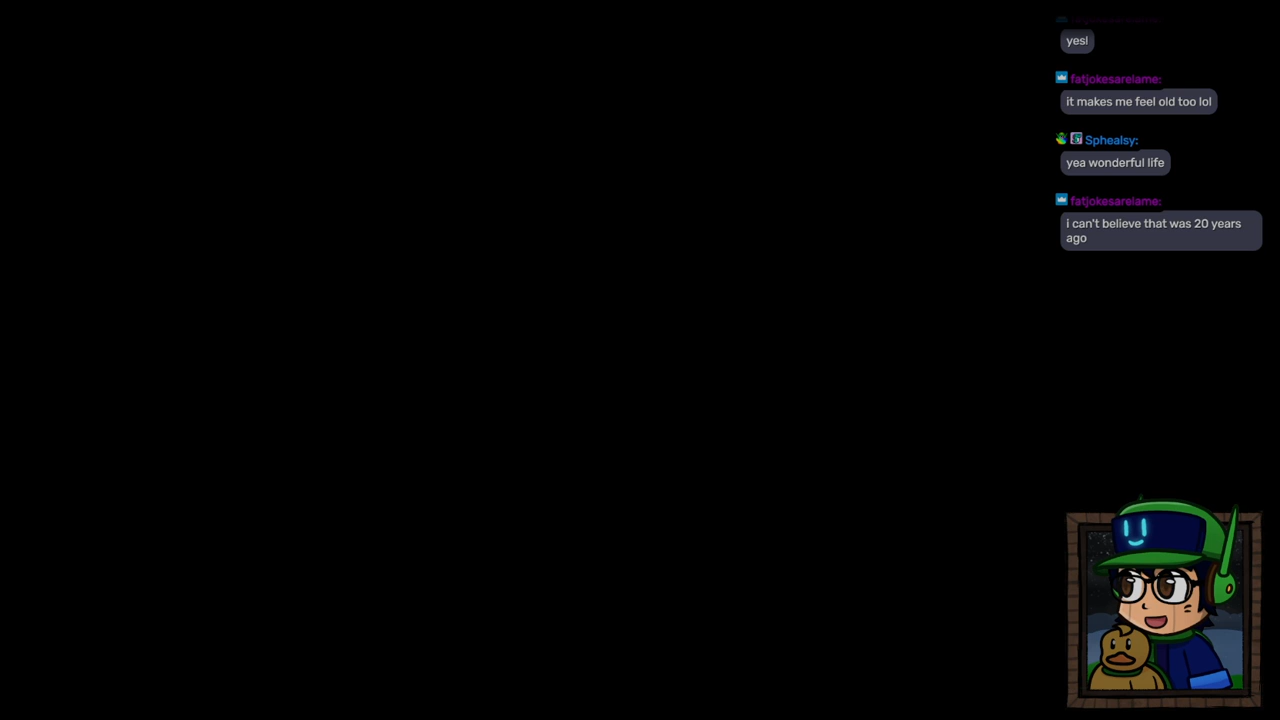 yes!
fatjokesarelame:
it makes me feel old too lol
Sphealsy:
yea wonderful life
fatjokesarelame:
i can't believe that was 20 years
ago